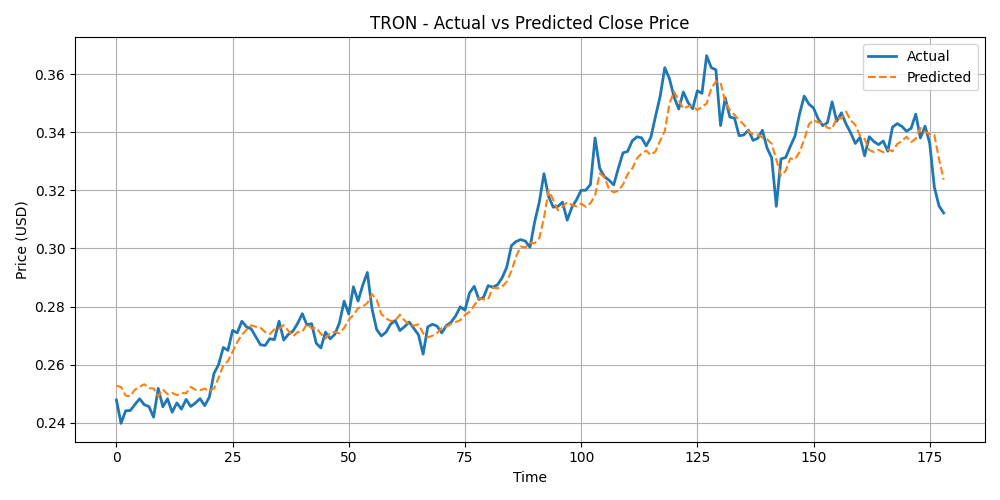 TRON - Actual vs Predicted Close Price
Actual
Predicted
Price (USD)
0.36
0.34
0.32
0.30
0.28
0.26
0.24
0 25 50 75 100 125 150 175
Time